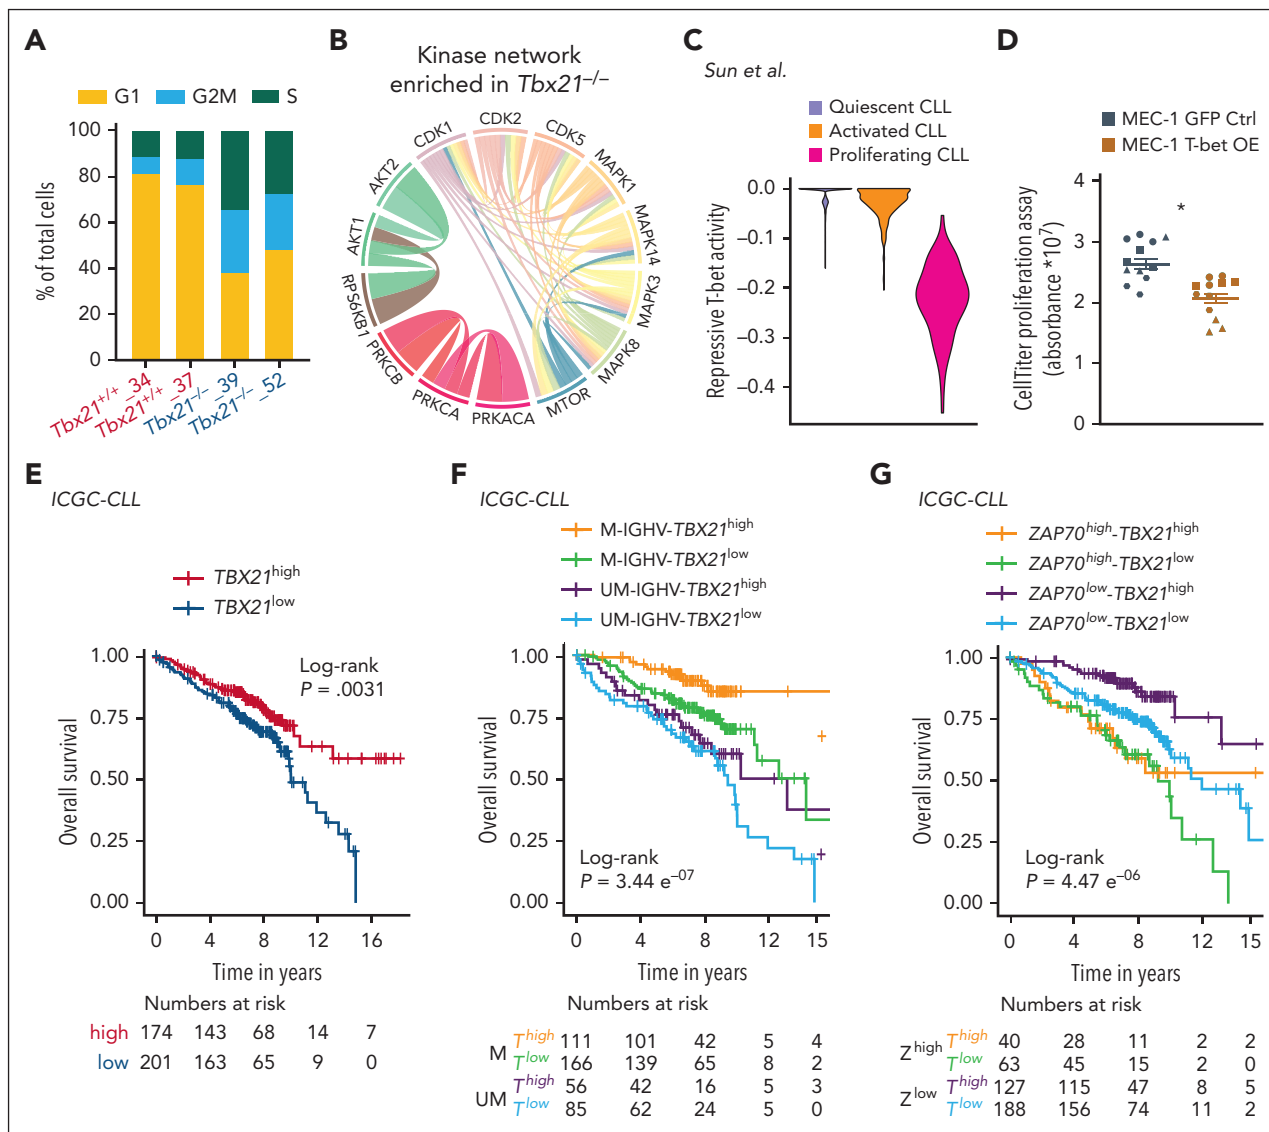 A
G1 G2M S
% of total cells
100
80
60
40
20
0
Tbx21+/+_34
Tbx21+/+_37
Tbx21−/−_39
Tbx21−/−_52
B
Kinase network
enriched in Tbx21−/−
CDK1
CDK2
CDK5
MAPK1
MAPK14
MAPK3
MAPK8
MTOR
PRKACA
PRKCA
PRKCB
RPS6KB1
AKT1
AKT2
C
Sun et al.
Quiescent CLL
Activated CLL
Proliferating CLL
Repressive T-bet activity
0.0
−0.1
−0.2
−0.3
−0.4
D
MEC-1 GFP Ctrl
MEC-1 T-bet OE
CellTiter proliferation assay
(absorbance *10^7)
4
3
2
1
0
*
E
ICGC-CLL
TBX21high
TBX21low
Overall survival
1.00
0.75
0.50
0.25
0.00
Log-rank
P = .0031
0 4 8 12 16
Time in years
Numbers at risk
high 174 143 68 14 7
low 201 163 65 9 0
F
ICGC-CLL
M-IGHV-TBX21high
M-IGHV-TBX21low
UM-IGHV-TBX21high
UM-IGHV-TBX21low
Overall survival
1.00
0.75
0.50
0.25
0.00
Log-rank
P = 3.44 e−07
0 4 8 12 15
Time in years
Numbers at risk
M
Thigh 111 101 42 5 4
Tlow 166 139 65 8 2
UM
Thigh 56 42 16 5 3
Tlow 85 62 24 5 0
G
ICGC-CLL
ZAP70high-TBX21high
ZAP70high-TBX21low
ZAP70low-TBX21high
ZAP70low-TBX21low
Overall survival
1.00
0.75
0.50
0.25
0.00
Log-rank
P = 4.47 e−06
0 4 8 12 15
Time in years
Numbers at risk
Zhigh
Thigh 40 28 11 2 2
Tlow 63 45 15 2 0
Zlow
Thigh 127 115 47 8 5
Tlow 188 156 74 11 2